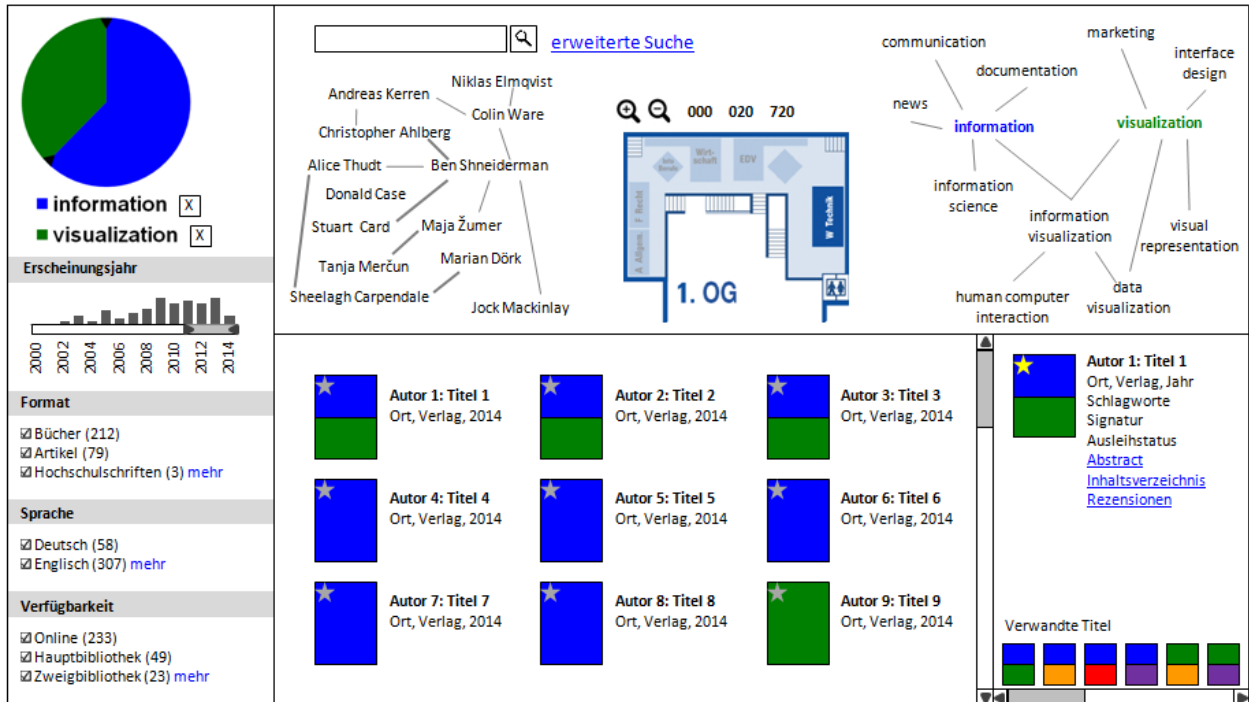 information X
visualization X
Erscheinungsjahr
2000 2002 2004 2006 2008 2010 2012 2014
Format
Bücher (212)
Artikel (79)
Hochschulschriften (3) mehr
Sprache
Deutsch (58)
Englisch (307) mehr
Verfügbarkeit
Online (233)
Hauptbibliothek (49)
Zweigbibliothek (23) mehr
erweiterte Suche
Niklas Elmqvist
Andreas Kerren
Colin Ware
Christopher Ahlberg
Alice Thudt
Ben Shneiderman
Donald Case
Stuart Card
Maja Žumer
Marian Dörk
Tanja Merčun
Sheelagh Carpendale
Jock Mackinlay
000 020 720
Wirt-
schaft
EDV
F Recht
A Allgem.
W Technik
1. OG
marketing
communication
interface
design
documentation
news
information
visualization
information
science
information
visualization
visual
representation
human computer
interaction
data
visualization
Autor 1: Titel 1
Ort, Verlag, 2014
Autor 2: Titel 2
Ort, Verlag, 2014
Autor 3: Titel 3
Ort, Verlag, 2014
Autor 4: Titel 4
Ort, Verlag, 2014
Autor 5: Titel 5
Ort, Verlag, 2014
Autor 6: Titel 6
Ort, Verlag, 2014
Autor 7: Titel 7
Ort, Verlag, 2014
Autor 8: Titel 8
Ort, Verlag, 2014
Autor 9: Titel 9
Ort, Verlag, 2014
Autor 1: Titel 1
Ort, Verlag, Jahr
Schlagworte
Signatur
Ausleihstatus
Abstract
Inhaltsverzeichnis
Rezensionen
Verwandte Titel